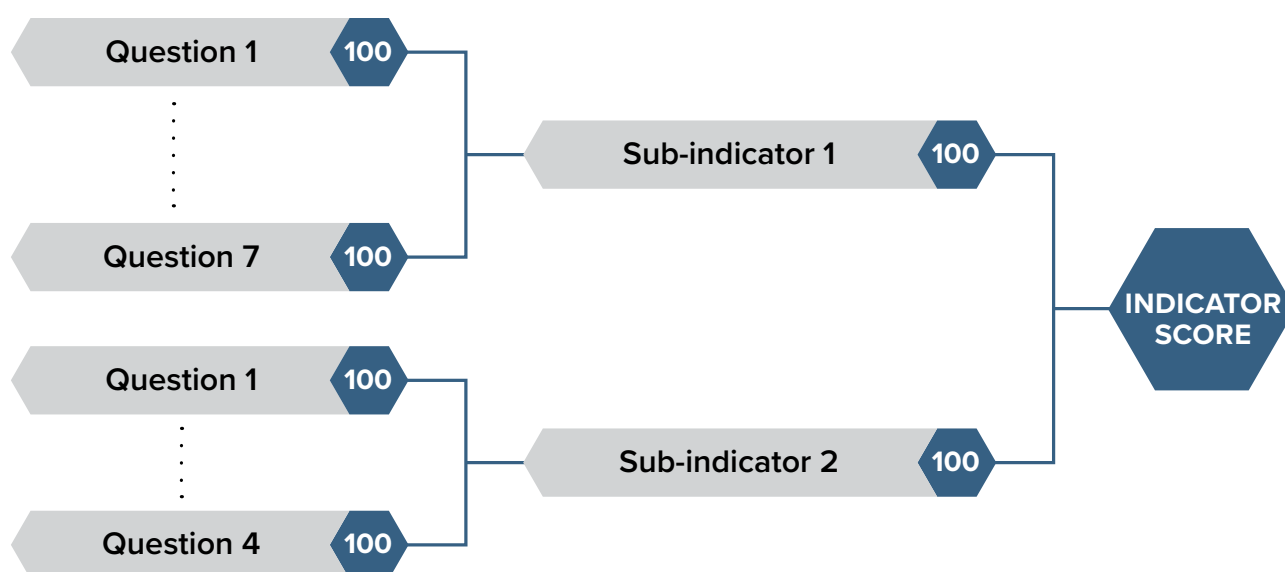 Question 1
100
Question 7
100
Sub-indicator 1
100
Question 1
100
Question 4
100
Sub-indicator 2
100
INDICATOR
SCORE